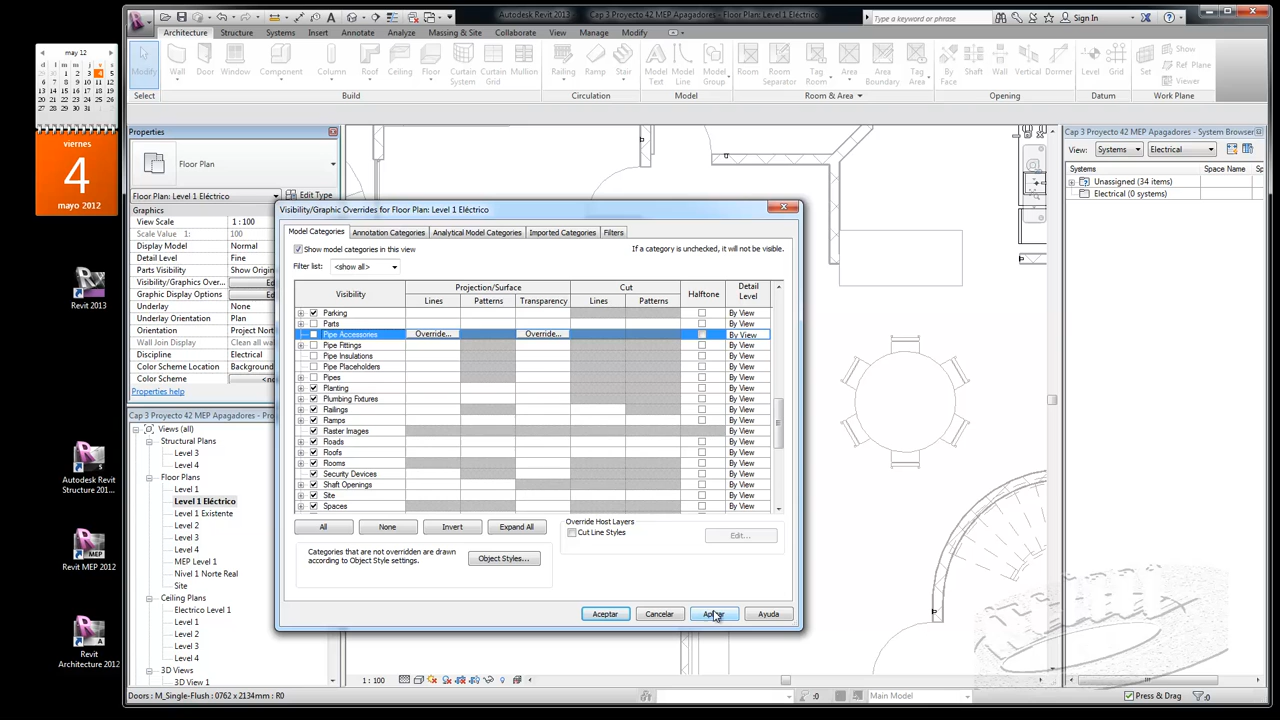 Autodesk Revit 2013 Cap 3 Proyecto 42 MEP Apagadores - Floor Plan: Level 1 Eléctrico
Type a keyword or phrase
Sign In
Architecture Structure Systems Insert Annotate Analyze Massing & Site Collaborate View Manage Modify
Modify Wall Door Window Component Column Roof Ceiling Floor Curtain System Curtain Grid Mullion Railing Ramp Stair Model Text Model Line Model Group Room Room Separator Tag Room Area Area Boundary Tag Area By Face Shaft Wall Vertical Dormer Level Grid Set Show Ref Plane Viewer
Select Build Circulation Model Room & Area Opening Datum Work Plane
may 12
viernes
4
mayo 2012
Revit 2013
Autodesk Revit Structure 201...
Revit MEP 2012
Revit Architecture 2012
Properties
Floor Plan
Floor Plan: Level 1 Eléctrico Edit Type
Graphics
View Scale 1 : 100
Scale Value 1: 100
Display Model Normal
Detail Level Fine
Parts Visibility Show Origin
Visibility/Graphics Over...
Graphic Display Options
Underlay None
Underlay Orientation Plan
Orientation Project North
Wall Join Display Clean all wall
Discipline Electrical
Color Scheme Location Background
Color Scheme
Properties help
Cap 3 Proyecto 42 MEP Apagadores - Project
Views (all)
Structural Plans
Level 3
Level 4
Floor Plans
Level 1
Level 1 Eléctrico
Level 1 Existente
Level 2
Level 3
Level 4
MEP Level 1
Nivel 1 Norte Real
Site
Ceiling Plans
Electrico Level 1
Level 1
Level 2
Level 3
Level 4
3D Views
3D View 1
Visibility/Graphic Overrides for Floor Plan: Level 1 Eléctrico
Model Categories Annotation Categories Analytical Model Categories Imported Categories Filters
Show model categories in this view
If a category is unchecked, it will not be visible.
Filter list: <show all>
Visibility Projection/Surface Cut Halftone Detail Level
Lines Patterns Transparency Lines Patterns
Parking By View
Parts By View
Pipe Accessories Override... Override... By View
Pipe Fittings By View
Pipe Insulations By View
Pipe Placeholders By View
Pipes By View
Planting By View
Plumbing Fixtures By View
Railings By View
Ramps By View
Raster Images By View
Roads By View
Roofs By View
Rooms By View
Security Devices By View
Shaft Openings By View
Site By View
Spaces By View
All None Invert Expand All
Override Host Layers
Cut Line Styles
Edit...
Categories that are not overridden are drawn
according to Object Style settings.
Object Styles...
Aceptar Cancelar Aplicar Ayuda
Cap 3 Proyecto 42 MEP Apagadores - System Browser
View: Systems Electrical
Systems Space Name
Unassigned (34 items)
Electrical (0 systems)
1 : 100
Doors : M_Single-Flush : 0762 x 2134mm : R0
:0
Main Model
Press & Drag
:0